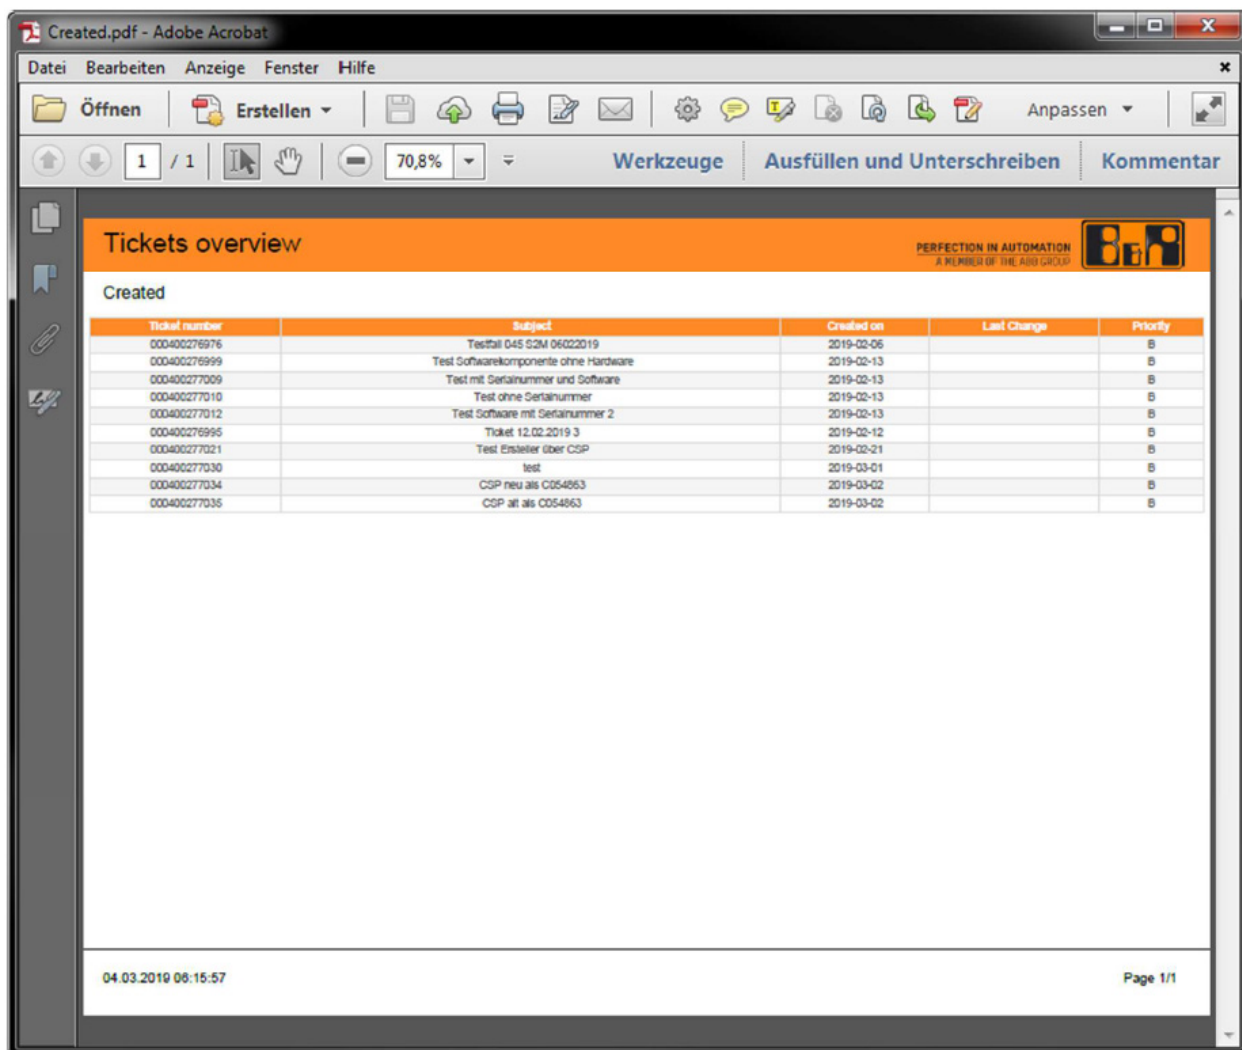 Created.pdf - Adobe Acrobat
Datei Bearbeiten Anzeige Fenster Hilfe
Öffnen Erstellen Anpassen
1 / 1 70,8% Werkzeuge Ausfüllen und Unterschreiben Kommentar
Tickets overview
PERFECTION IN AUTOMATION
A MEMBER OF THE ABB GROUP
B&R
Created
Ticket number Subject Created on Last Change Priority
000400276976 Testfall 045 S2M 06022019 2019-02-06 B
000400276999 Test Softwarekomponente ohne Hardware 2019-02-13 B
000400277009 Test mit Serialnummer und Software 2019-02-13 B
000400277010 Test ohne Serialnummer 2019-02-13 B
000400277012 Test Software mit Serialnummer 2 2019-02-13 B
000400276995 Ticket 12.02.2019 3 2019-02-12 B
000400277021 Test Ersteller über CSP 2019-02-21 B
000400277030 test 2019-03-01 B
000400277034 CSP neu als C054863 2019-03-02 B
000400277035 CSP alt als C054863 2019-03-02 B
04.03.2019 06:15:57 Page 1/1